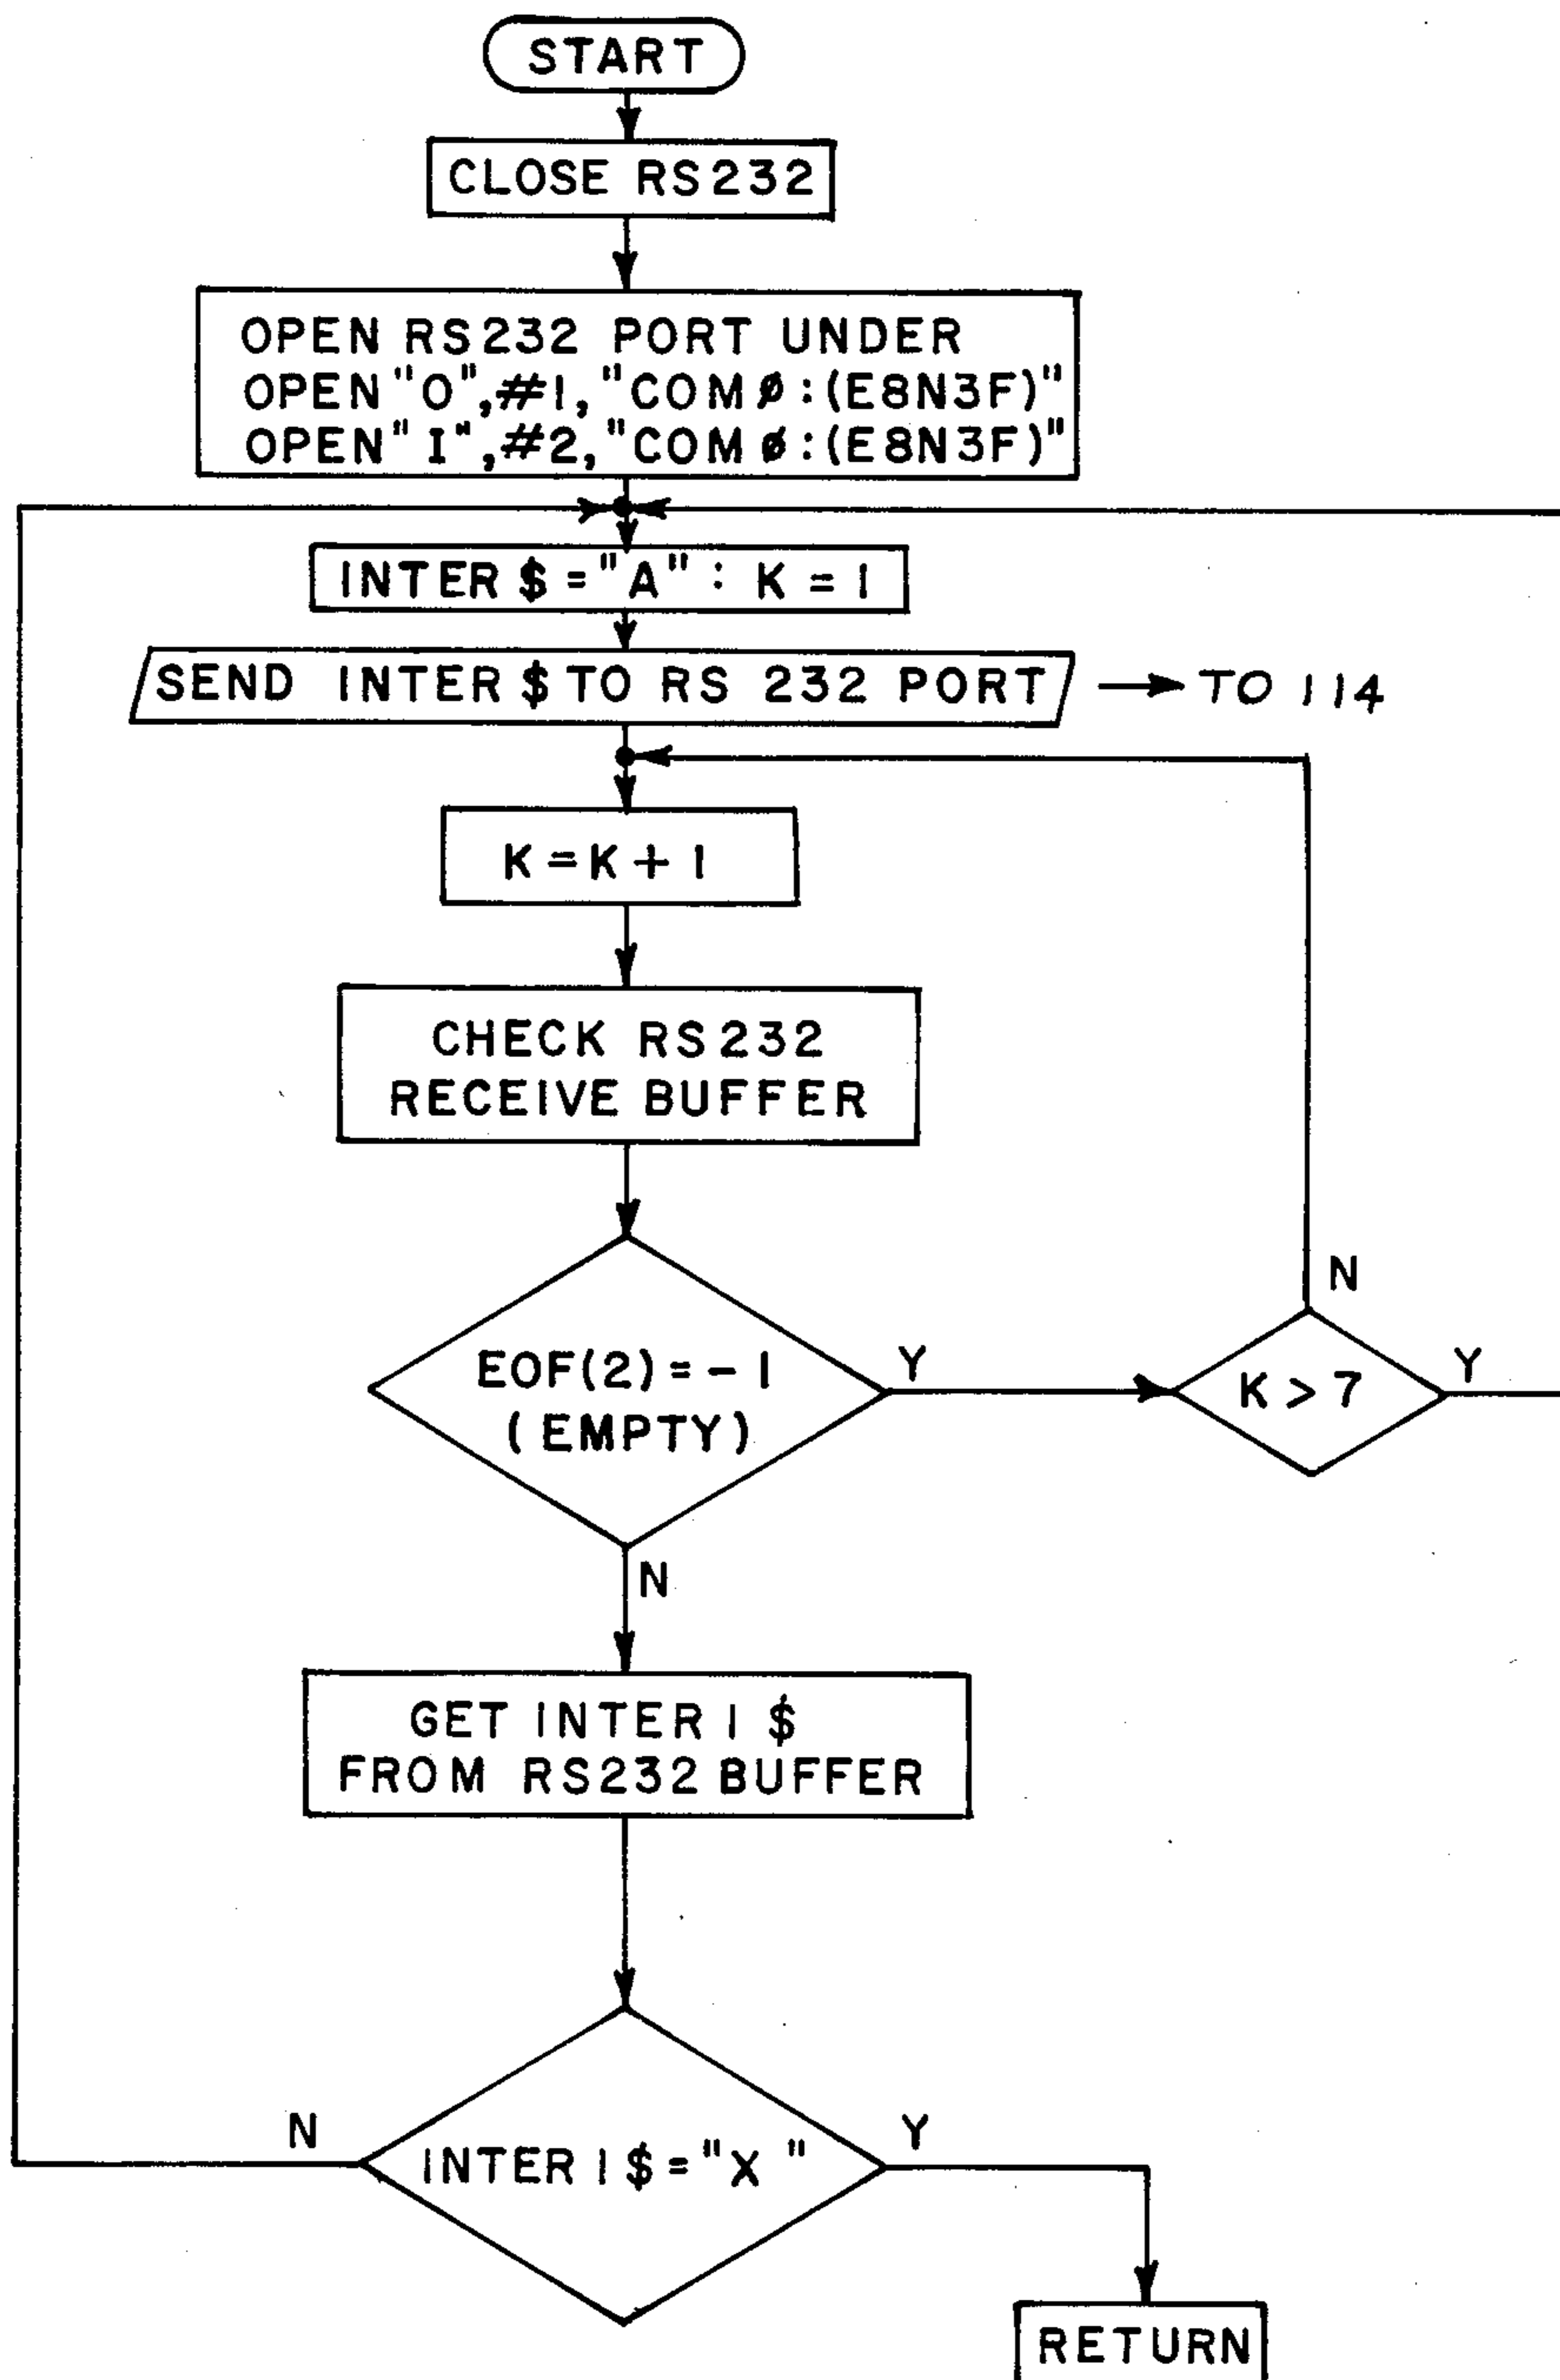 START
CLOSE RS232
OPEN RS232 PORT UNDER
OPEN"O",#1,"COMØ:(E8N3F)"
OPEN"I",#2,"COMØ:(E8N3F)"
INTER$="A": K = 1
SEND INTER$ TO RS 232 PORT
TO 114
K=K+1
CHECK RS232
RECEIVE BUFFER
N
EOF(2)=-1
(EMPTY)
Y
K>7
Y
N
GET INTER1$
FROM RS232 BUFFER
N
INTER1$="X"
Y
RETURN